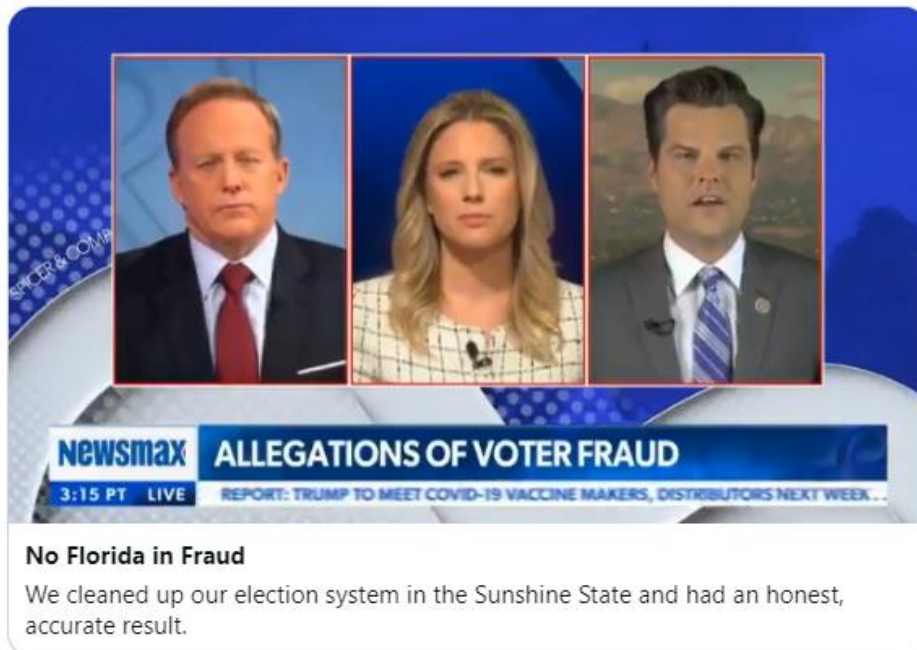 SPICER & COMP
Newsmax
ALLEGATIONS OF VOTER FRAUD
3:15 PT LIVE
REPORT: TRUMP TO MEET COVID-19 VACCINE MAKERS, DISTRIBUTORS NEXT WEEK...
No Florida in Fraud
We cleaned up our election system in the Sunshine State and had an honest,
accurate result.